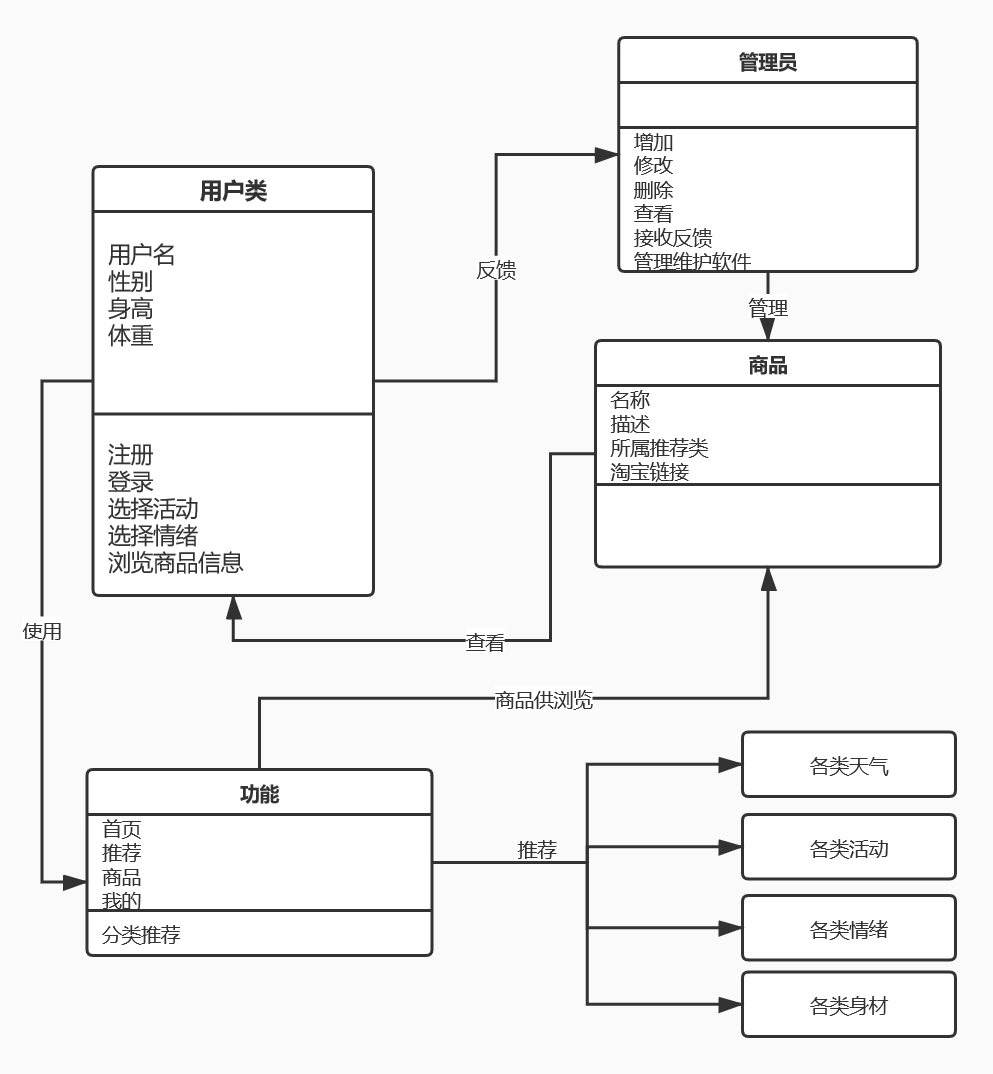 管理员
增加
修改
删除
查看
接收反馈
管理维护软件
用户类
用户名
性别
身高
体重
注册
登录
选择活动
选择情绪
浏览商品信息
反馈
管理
商品
名称
描述
所属推荐类
淘宝链接
使用
查看
商品供浏览
功能
首页
推荐
商品
我的
分类推荐
推荐
各类天气
各类活动
各类情绪
各类身材